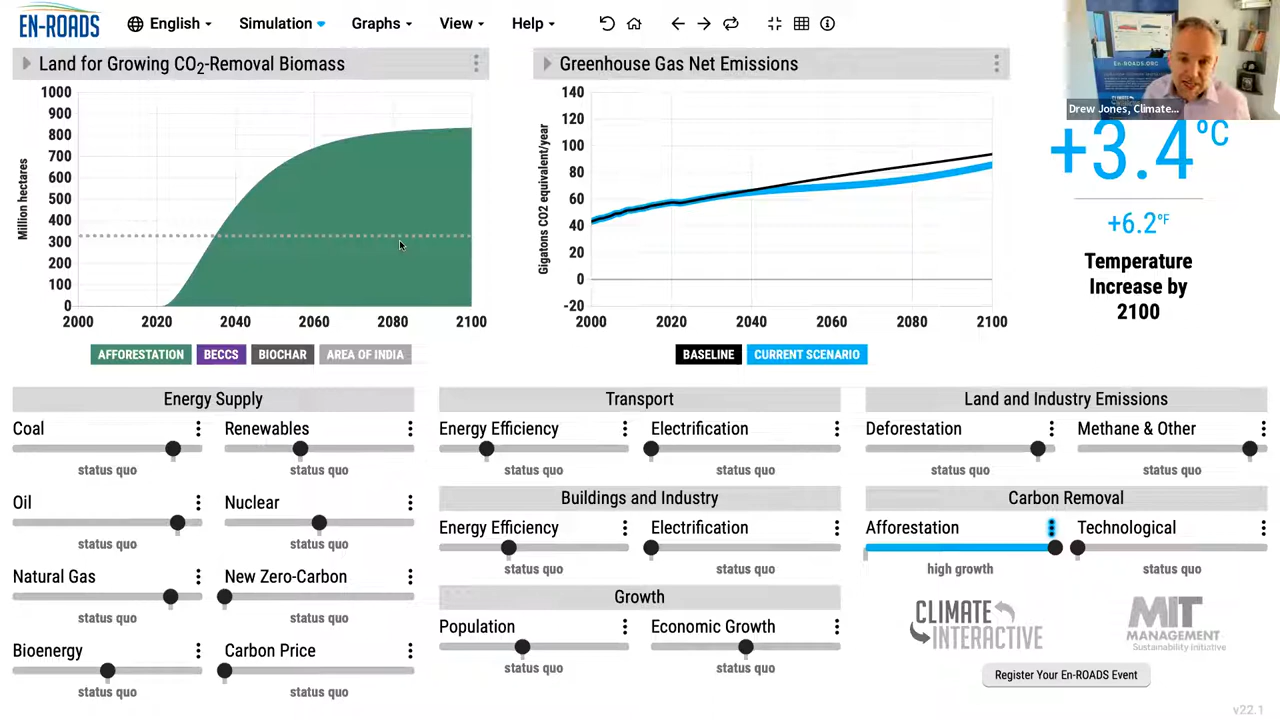 EN-ROADS
English
Simulation
Graphs
View
Help
Land for Growing CO2-Removal Biomass
Million hectares
1000
900
800
700
600
500
400
300
200
100
0
2000
2020
2040
2060
2080
2100
AFFORESTATION
BECCS
BIOCHAR
AREA OF INDIA
Greenhouse Gas Net Emissions
Gigatons CO2 equivalent/year
140
120
100
80
60
40
20
0
-20
2000
2020
2040
2060
2080
2100
BASELINE
CURRENT SCENARIO
En-ROADS.ORG
Drew Jones, Climate...
+3.4°C
+6.2°F
Temperature
Increase by
2100
Energy Supply
Coal
status quo
Renewables
status quo
Oil
status quo
Nuclear
status quo
Natural Gas
status quo
New Zero-Carbon
status quo
Bioenergy
status quo
Carbon Price
status quo
Transport
Energy Efficiency
status quo
Electrification
status quo
Buildings and Industry
Energy Efficiency
status quo
Electrification
status quo
Growth
Population
status quo
Economic Growth
status quo
Land and Industry Emissions
Deforestation
status quo
Methane & Other
status quo
Carbon Removal
Afforestation
high growth
Technological
status quo
CLIMATE
INTERACTIVE
MIT
MANAGEMENT
Sustainability Initiative
Register Your En-ROADS Event
v22.1